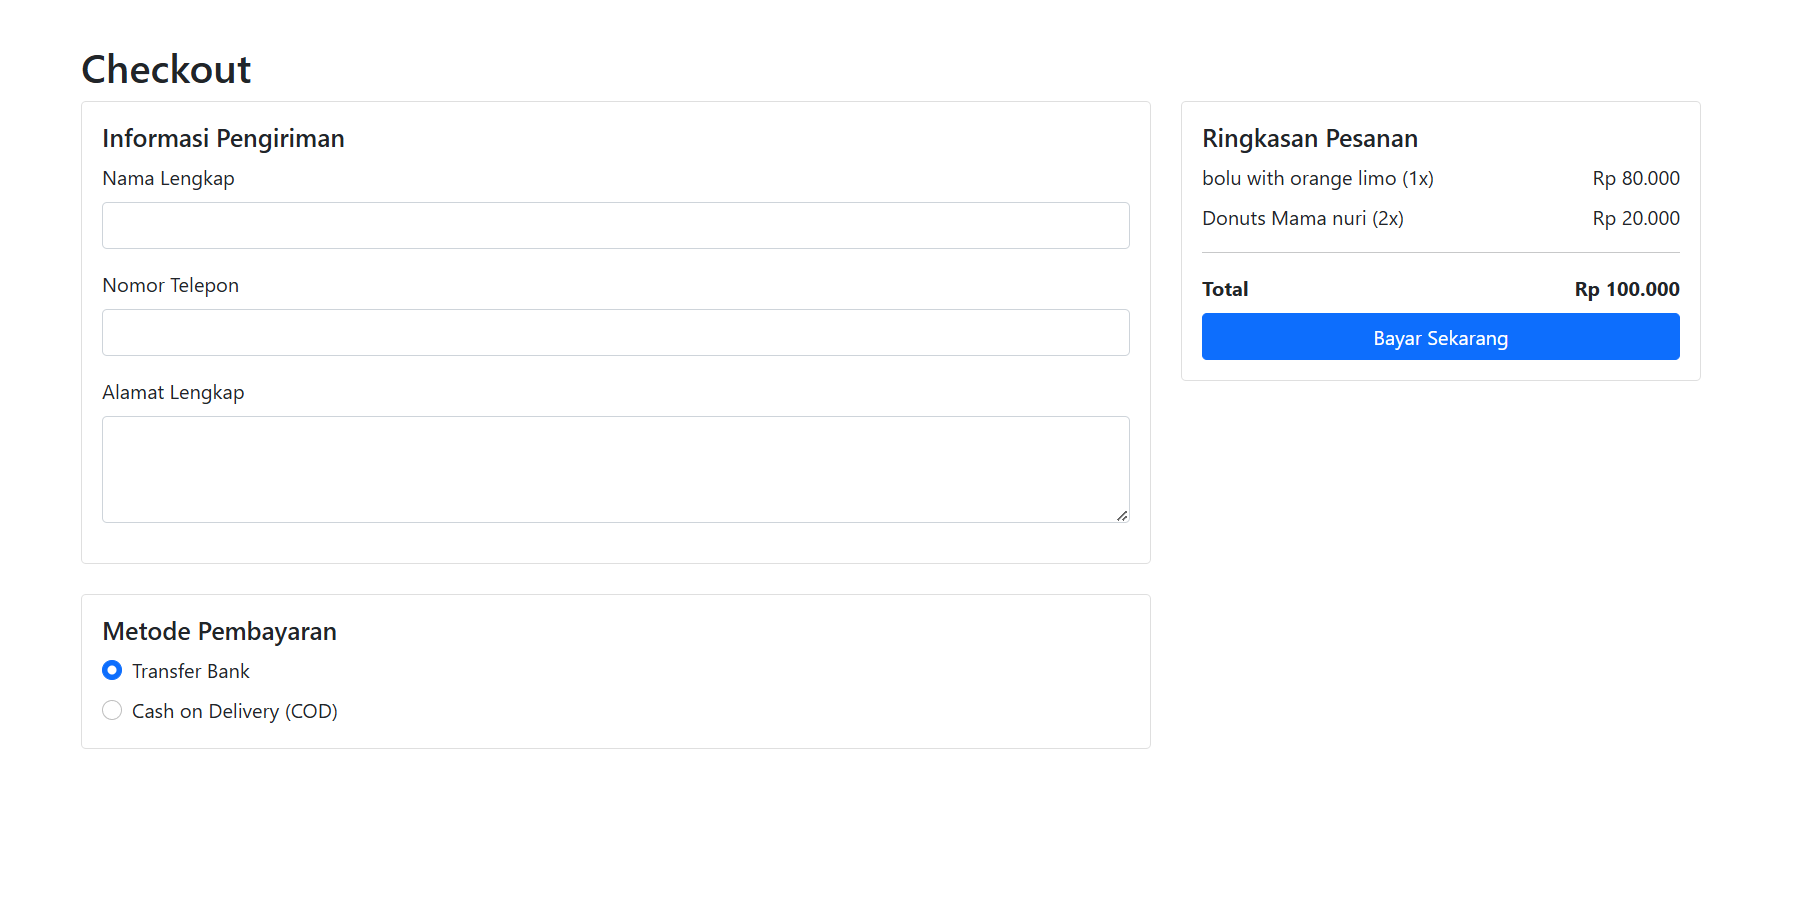 Checkout
Informasi Pengiriman
Nama Lengkap
Nomor Telepon
Alamat Lengkap
Metode Pembayaran
Transfer Bank
Cash on Delivery (COD)
Ringkasan Pesanan
bolu with orange limo (1x) Rp 80.000
Donuts Mama nuri (2x) Rp 20.000
Total Rp 100.000
Bayar Sekarang